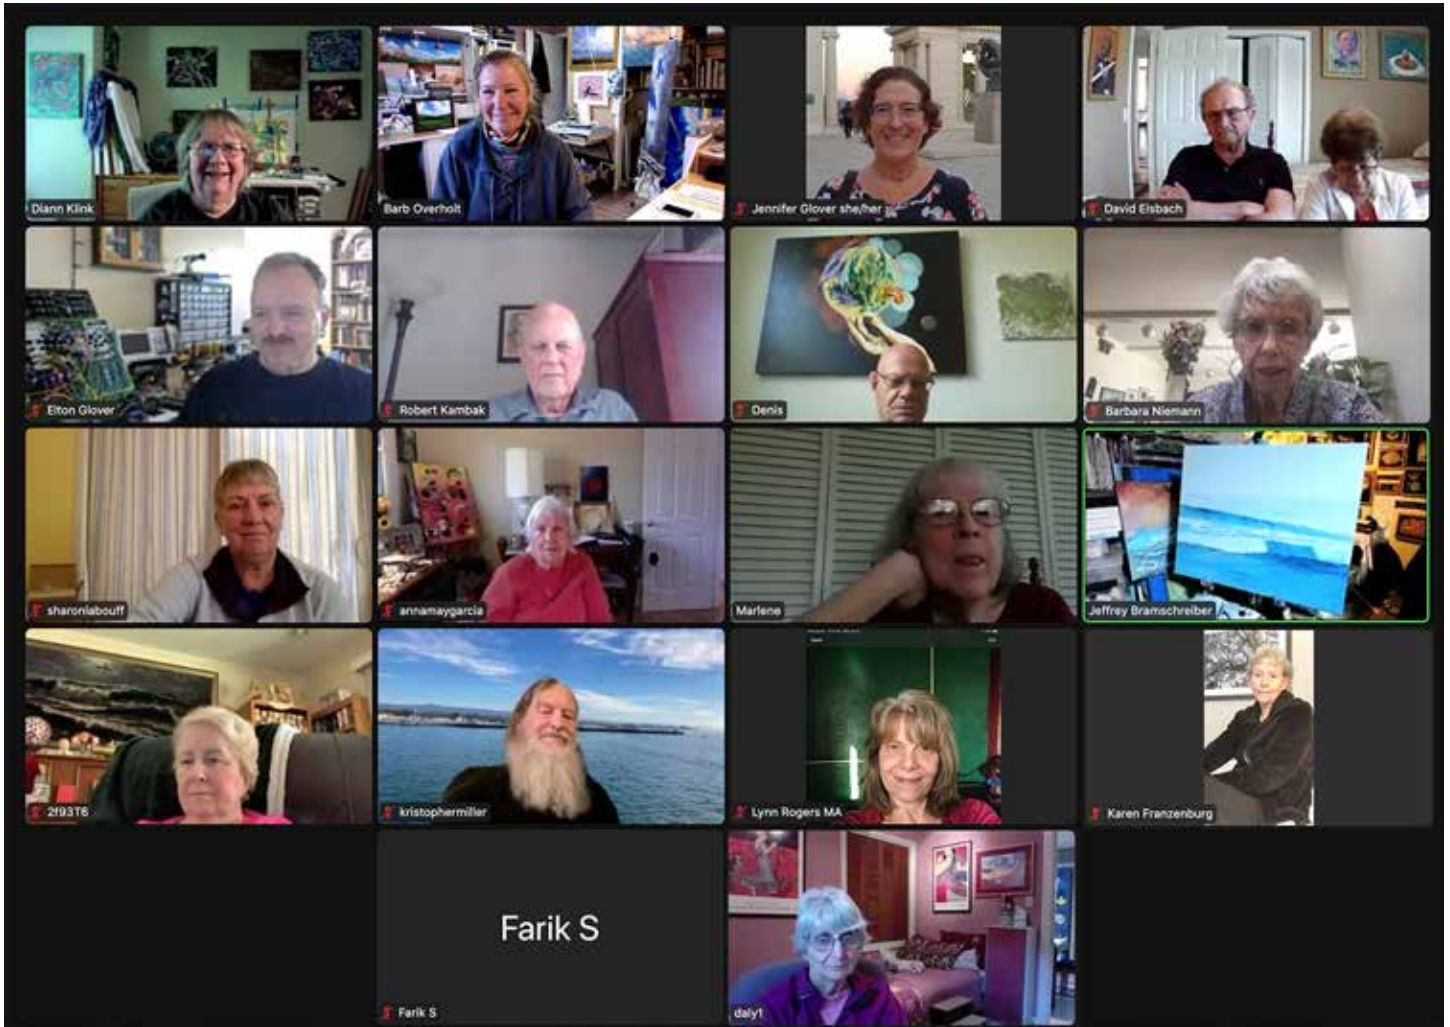 Diann Klink
Barb Overholt
Jennifer Glover she/her
David Eisbach
Elton Glover
Robert Kambak
Denis
Barbara Niemann
sharonlabouff
annamaygarcia
Marlene
Jeffrey Bramschreiber
2f93T6
kristophermiller
Lynn Rogers MA
Karen Franzenburg
Farik S
Farik S
daly1